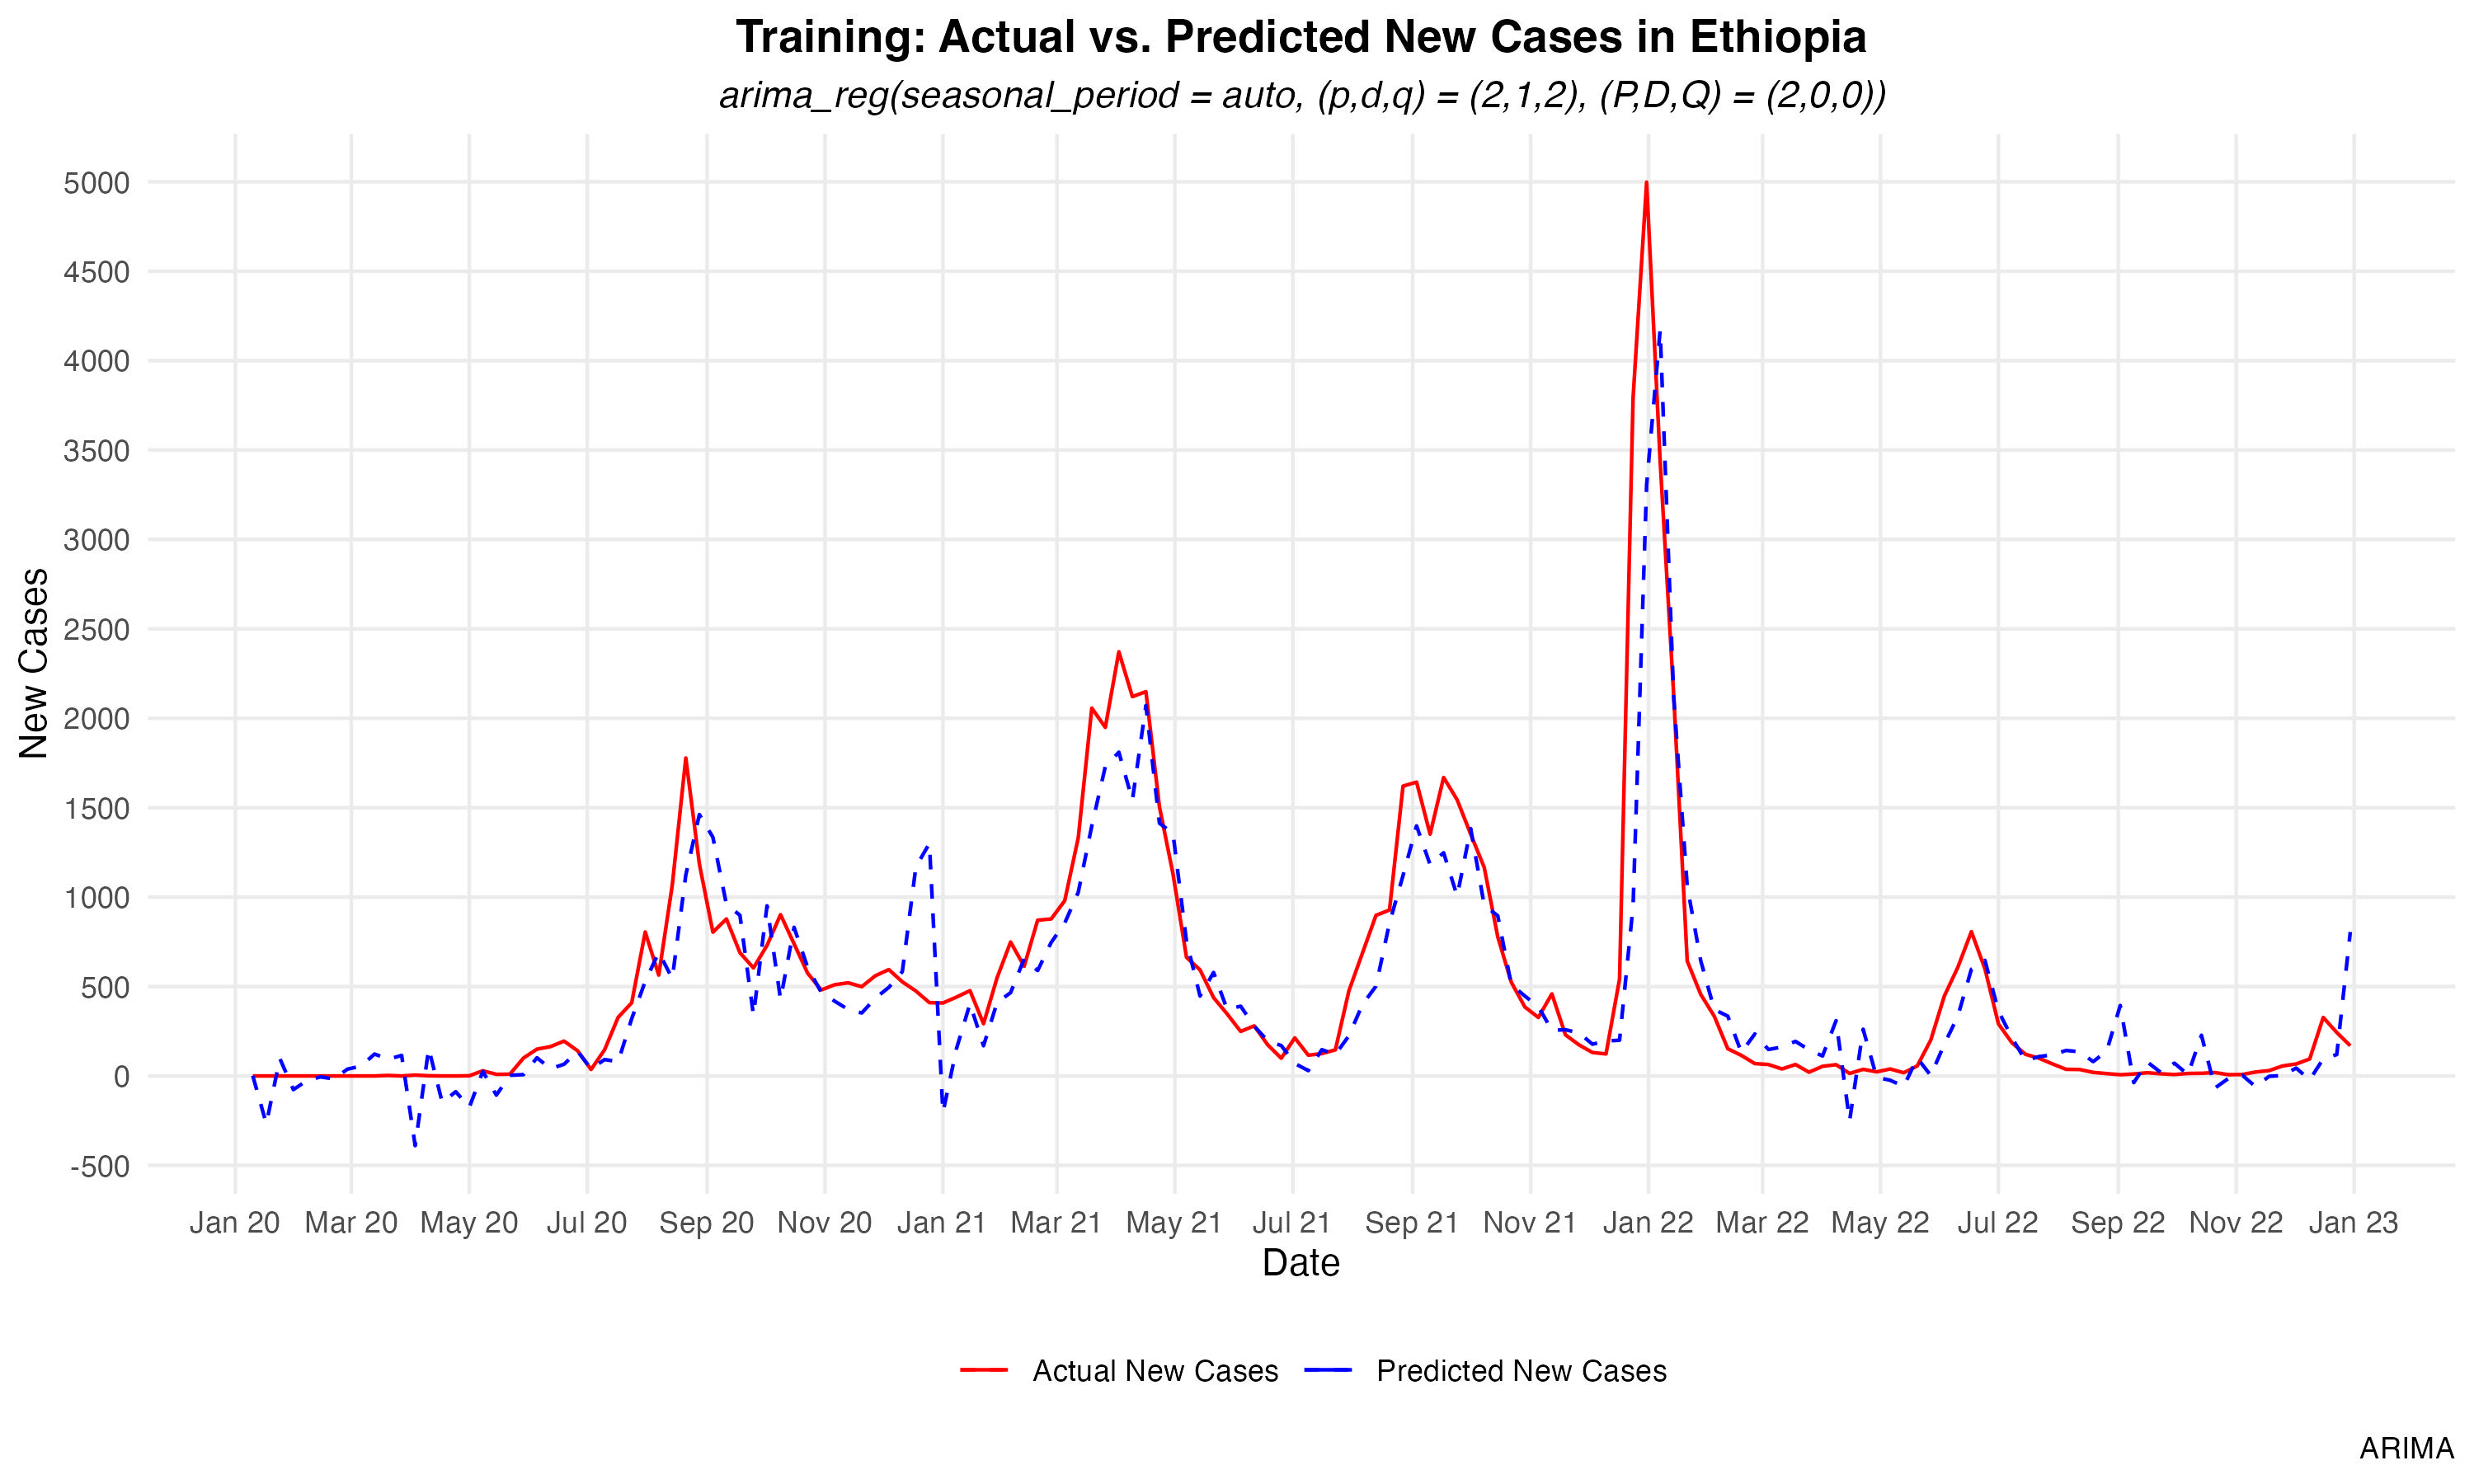 Training: Actual vs. Predicted New Cases in Ethiopia
arima_reg(seasonal_period = auto, (p,d,q) = (2,1,2), (P,D,Q) = (2,0,0))
New Cases
5000
4500
4000
3500
3000
2500
2000
1500
1000
500
0
-500
Jan 20 Mar 20 May 20 Jul 20 Sep 20 Nov 20 Jan 21 Mar 21 May 21 Jul 21 Sep 21 Nov 21 Jan 22 Mar 22 May 22 Jul 22 Sep 22 Nov 22 Jan 23
Date
Actual New Cases Predicted New Cases
ARIMA